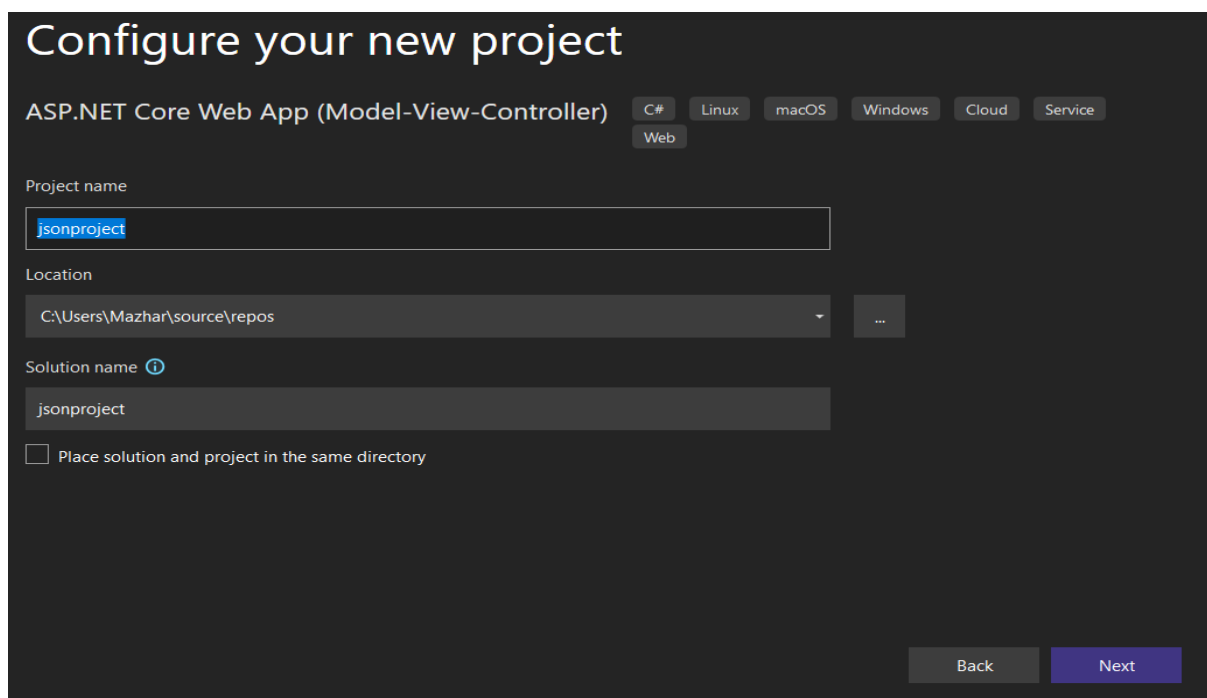 Configure your new project
ASP.NET Core Web App (Model-View-Controller) C# Linux macOS Windows Cloud Service
Web
Project name
jsonproject
Location
C:\Users\Mazhar\source\repos ...
Solution name
jsonproject
Place solution and project in the same directory
Back Next